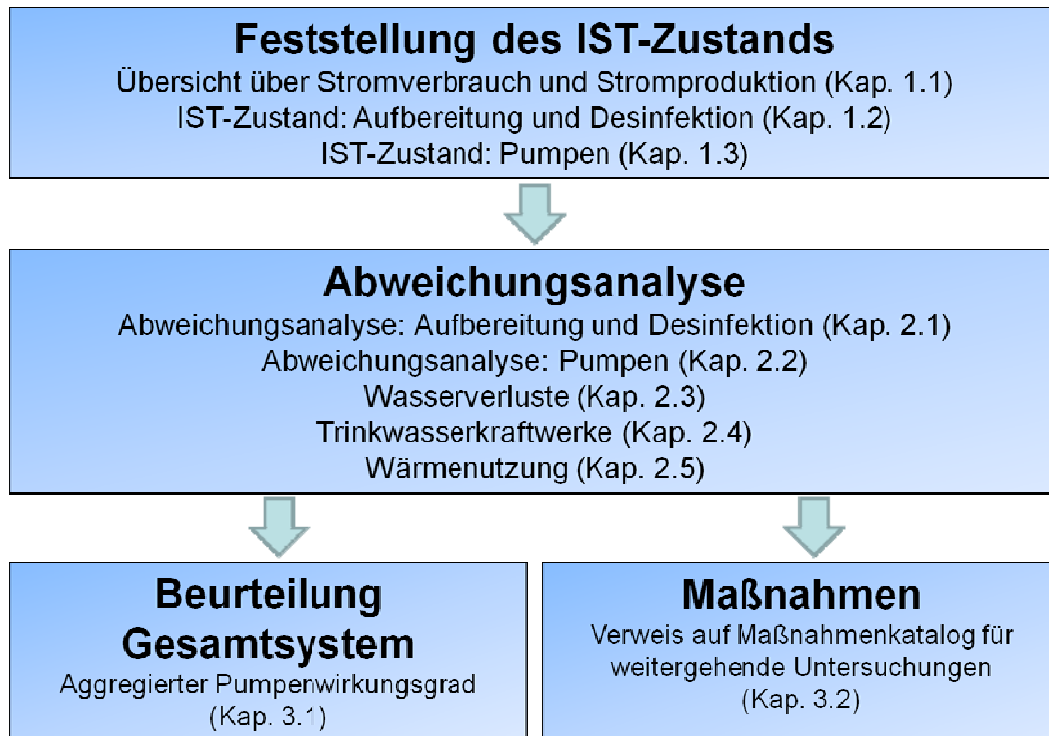 Feststellung des IST-Zustands
Übersicht über Stromverbrauch und Stromproduktion (Kap. 1.1)
IST-Zustand: Aufbereitung und Desinfektion (Kap. 1.2)
IST-Zustand: Pumpen (Kap. 1.3)
Abweichungsanalyse
Abweichungsanalyse: Aufbereitung und Desinfektion (Kap. 2.1)
Abweichungsanalyse: Pumpen (Kap. 2.2)
Wasserverluste (Kap. 2.3)
Trinkwasserkraftwerke (Kap. 2.4)
Wärmenutzung (Kap. 2.5)
Beurteilung
Gesamtsystem
Aggregierter Pumpenwirkungsgrad
(Kap. 3.1)
Maßnahmen
Verweis auf Maßnahmenkatalog für
weitergehende Untersuchungen
(Kap. 3.2)